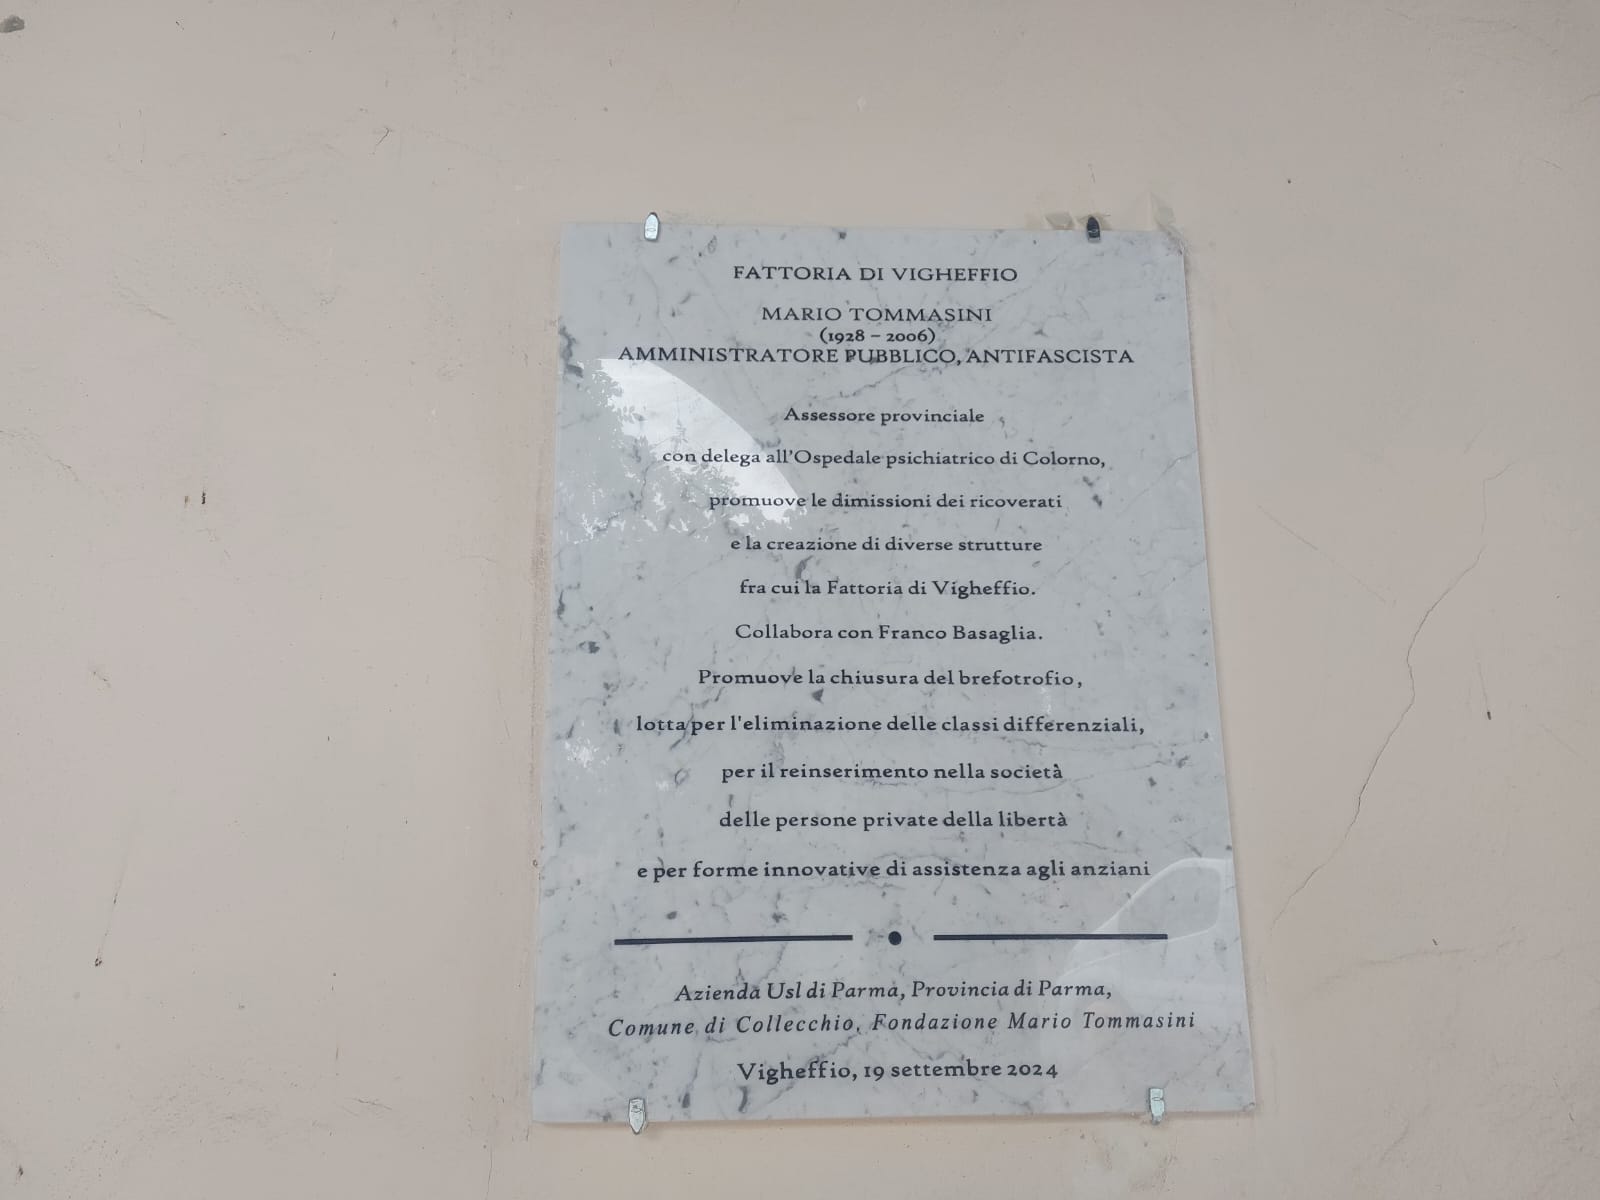 FATTORIA DI VIGHEFFIO
MARIO TOMMASINI
(1928 – 2006)
AMMINISTRATORE PUBBLICO, ANTIFASCISTA
Assessore provinciale
con delega all'Ospedale psichiatrico di Colorno,
promuove le dimissioni dei ricoverati
e la creazione di diverse strutture
fra cui la Fattoria di Vigheffio.
Collabora con Franco Basaglia.
Promuove la chiusura del brefotrofio,
lotta per l'eliminazione delle classi differenziali,
per il reinserimento nella società
delle persone private della libertà
e per forme innovative di assistenza agli anziani
Azienda Usl di Parma, Provincia di Parma,
Comune di Collecchio, Fondazione Mario Tommasini
Vigheffio, 19 settembre 2024